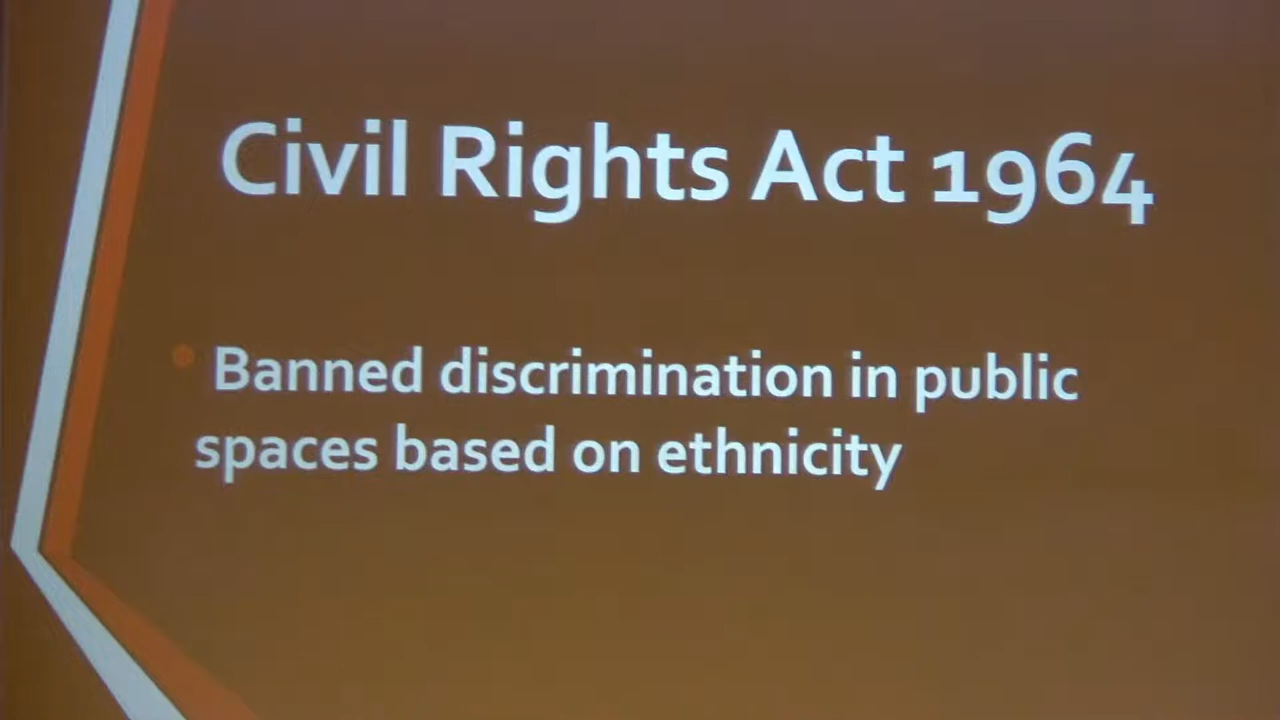 Civil Rights Act 1964
Banned discrimination in public
spaces based on ethnicity